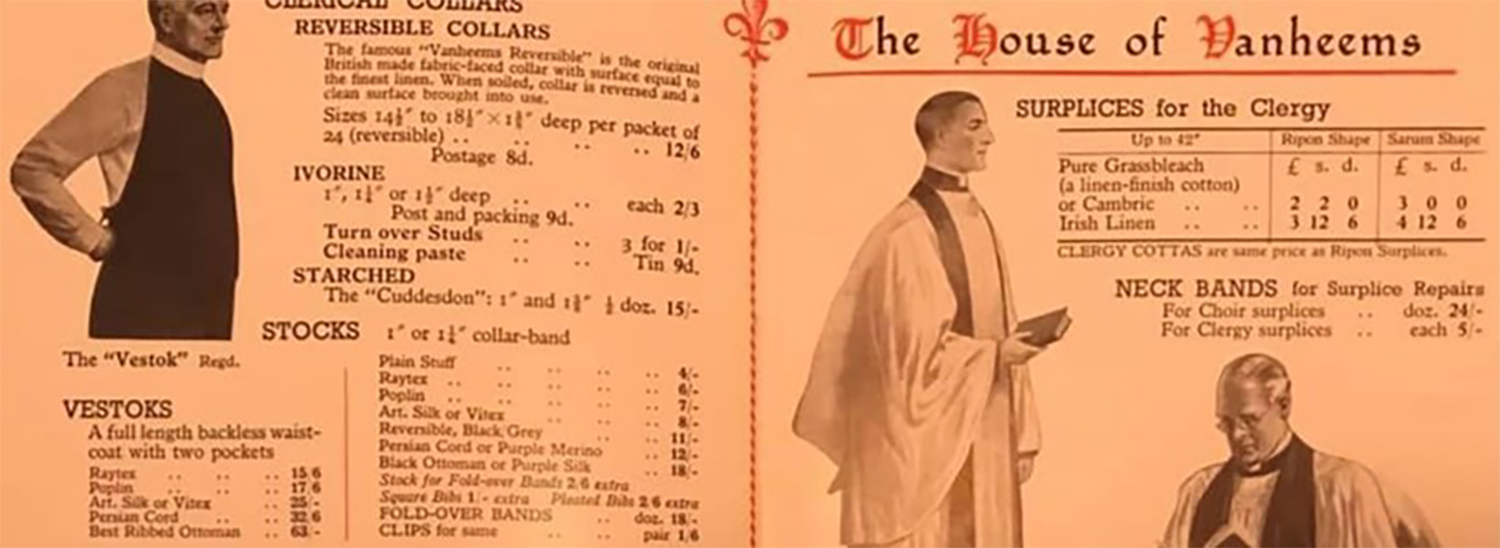 CLERICAL COLLARS
REVERSIBLE COLLARS
The famous "Vanheems Reversible" is the original
British made fabric-faced collar with surface equal to
the finest linen. When soiled, collar is reversed and a
clean surface brought into use.
Sizes 14½" to 18½" × 1⅝" deep per packet of
24 (reversible) .. .. .. .. 12/6
Postage 8d.
IVORINE
1", 1¼" or 1½" deep .. .. each 2/3
Post and packing 9d.
Turn over Studs .. .. 3 for 1/-
Cleaning paste .. .. Tin 9d.
STARCHED
The "Cuddesdon": 1" and 1⅜" ½ doz. 15/-
The "Vestok" Regd.
VESTOKS
A full length backless waist-
coat with two pockets
Raytex .. .. .. 15/6
Poplin .. .. .. 17/6
Art. Silk or Vitex .. 25/-
Persian Cord .. .. 32/6
Best Ribbed Ottoman .. 63/-
STOCKS 1" or 1¼" collar-band
Plain Stuff .. .. .. .. 4/-
Raytex .. .. .. .. .. 6/-
Poplin .. .. .. .. .. 7/-
Art. Silk or Vitex .. .. .. 8/-
Reversible, Black/Grey .. .. 11/-
Persian Cord or Purple Merino .. 12/-
Black Ottoman or Purple Silk .. 18/-
Stock for Fold-over Bands 2/6 extra
Square Bibs 1/- extra Pleated Bibs 2/6 extra
FOLD-OVER BANDS .. doz. 18/-
CLIPS for same .. .. pair 1/6
The House of Vanheems
SURPLICES for the Clergy
Up to 42" Ripon Shape Sarum Shape
Pure Grassbleach £ s. d. £ s. d.
(a linen-finish cotton)
or Cambric .. .. 2 2 0 3 0 0
Irish Linen .. .. 3 12 6 4 12 6
CLERGY COTTAS are same price as Ripon Surplices.
NECK BANDS for Surplice Repairs
For Choir surplices .. doz. 24/-
For Clergy surplices .. each 5/-